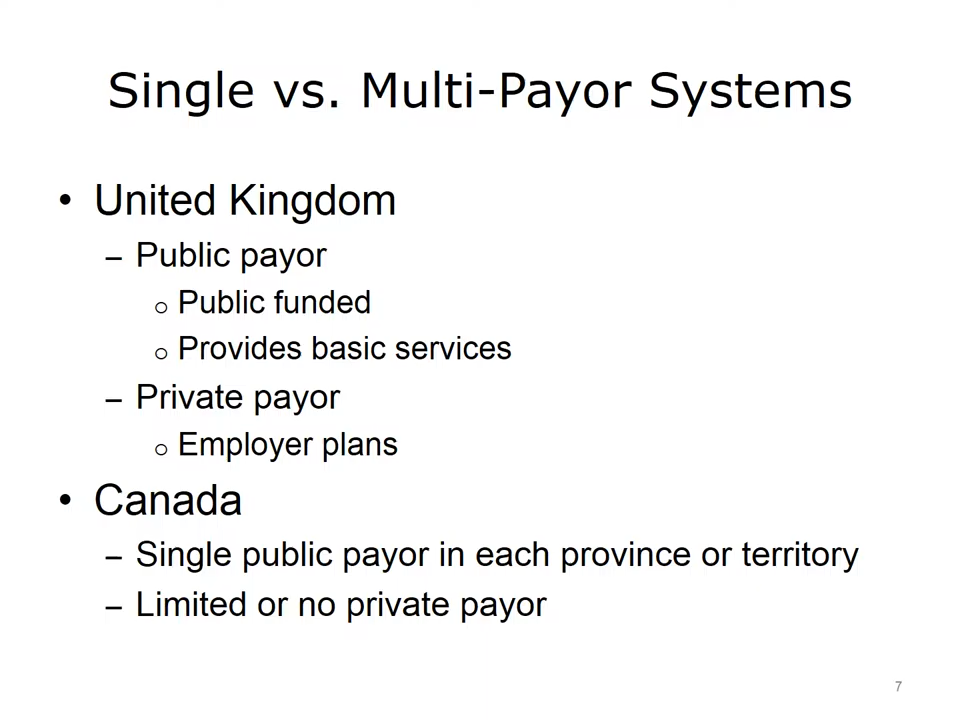 Single vs. Multi-Payor Systems
• United Kingdom
– Public payor
o Public funded
o Provides basic services
– Private payor
o Employer plans
• Canada
– Single public payor in each province or territory
– Limited or no private payor
7